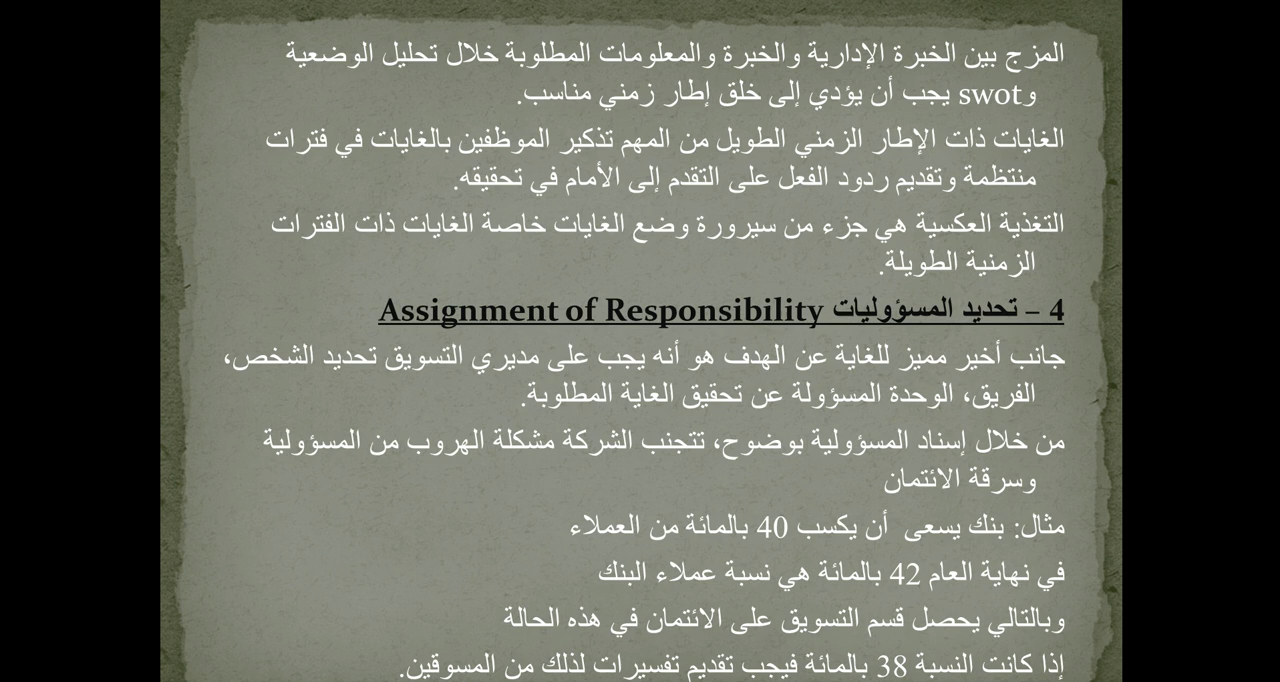 المزج بين الخبرة الإدارية والخبرة والمعلومات المطلوبة خلال تحليل الوضعية
وswot يجب أن يؤدي إلى خلق إطار زمني مناسب.
الغايات ذات الإطار الزمني الطويل من المهم تذكير الموظفين بالغايات في فترات
منتظمة وتقديم ردود الفعل على التقدم إلى الأمام في تحقيقه.
التغذية العكسية هي جزء من سيرورة وضع الغايات خاصة الغايات ذات الفترات
الزمنية الطويلة.
4 – تحديد المسؤوليات Assignment of Responsibility
جانب أخير مميز للغاية عن الهدف هو أنه يجب على مديري التسويق تحديد الشخص،
الفريق، الوحدة المسؤولة عن تحقيق الغاية المطلوبة.
من خلال إسناد المسؤولية بوضوح، تتجنب الشركة مشكلة الهروب من المسؤولية
وسرقة الائتمان
مثال: بنك يسعى أن يكسب 40 بالمائة من العملاء
في نهاية العام 42 بالمائة هي نسبة عملاء البنك
وبالتالي يحصل قسم التسويق على الائتمان في هذه الحالة
إذا كانت النسبة 38 بالمائة فيجب تقديم تفسيرات لذلك من المسوقين.